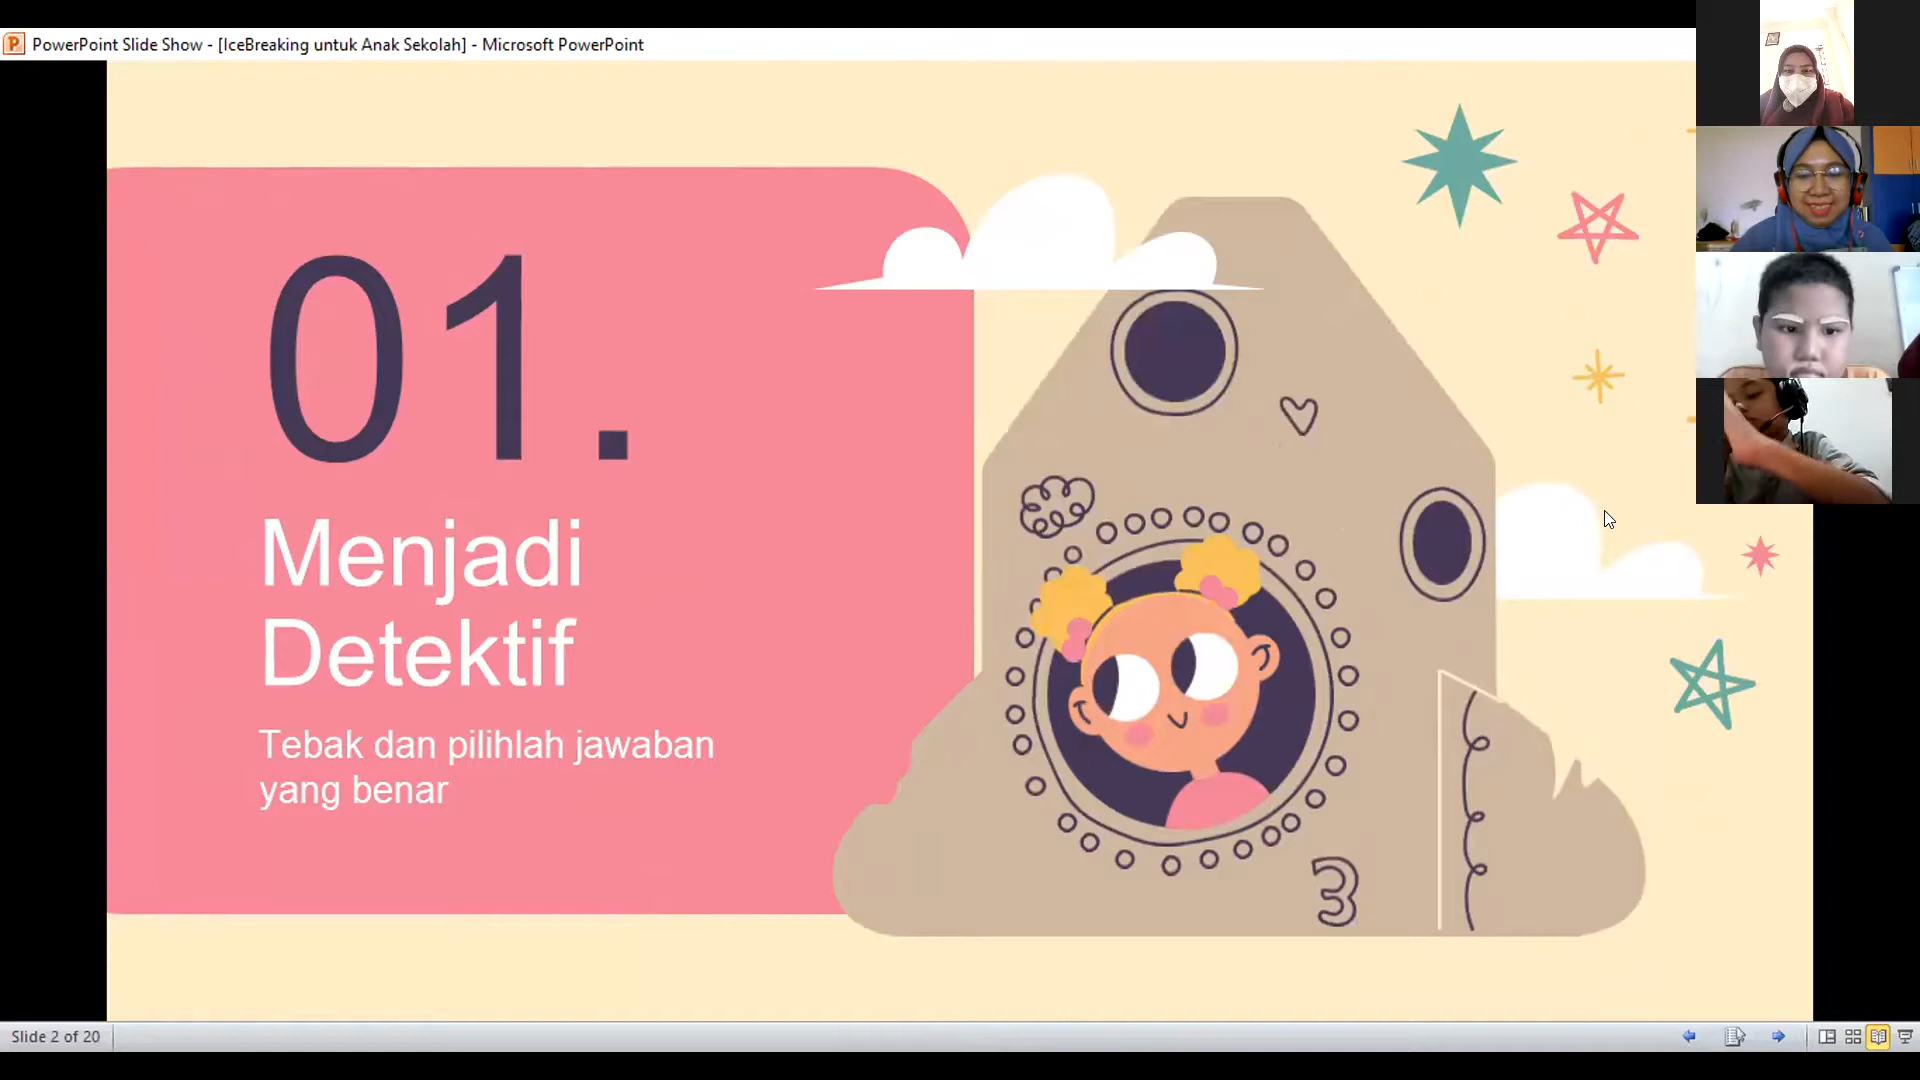 PowerPoint Slide Show - [IceBreaking untuk Anak Sekolah] - Microsoft PowerPoint
01.
Menjadi
Detektif
Tebak dan pilihlah jawaban
yang benar
3
Slide 2 of 20